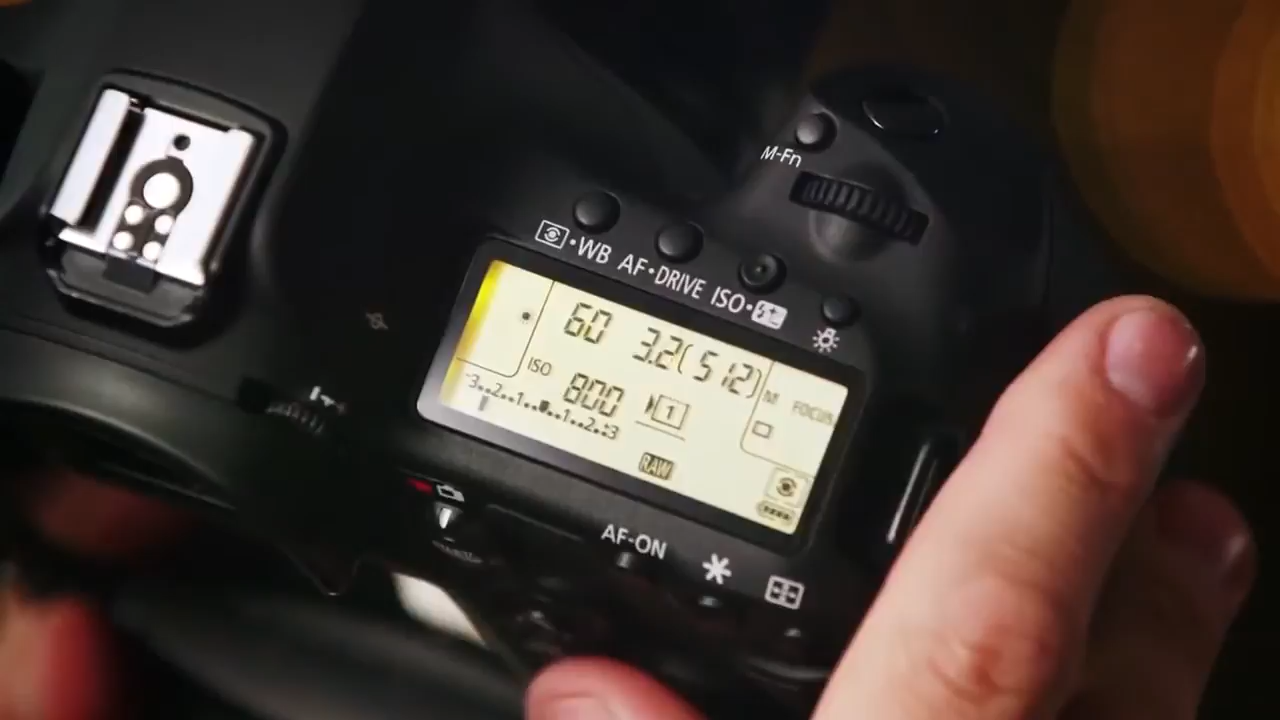 M-Fn
·WB AF·DRIVE ISO·
60 3.2(512)
ISO 800
-3..2..1..▼..1..2..:3
1
M FOCUS
RAW
AF-ON